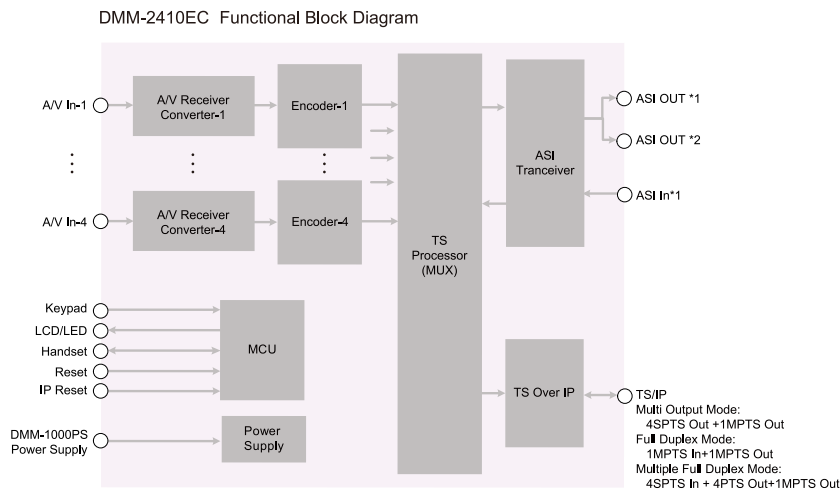 DMM-2410EC Functional Block Diagram
A/V In-1
A/V Receiver
Converter-1
Encoder-1
A/V In-4
A/V Receiver
Converter-4
Encoder-4
TS
Processor
(MUX)
ASI
Tranceiver
ASI OUT *1
ASI OUT *2
ASI In*1
Keypad
LCD/LED
Handset
Reset
IP Reset
MCU
DMM-1000PS
Power Supply
Power
Supply
TS Over IP
TS/IP
Multi Output Mode:
4SPTS Out +1MPTS Out
Full Duplex Mode:
1MPTS In+1MPTS Out
Multiple Full Duplex Mode:
4SPTS In + 4PTS Out+1MPTS Out